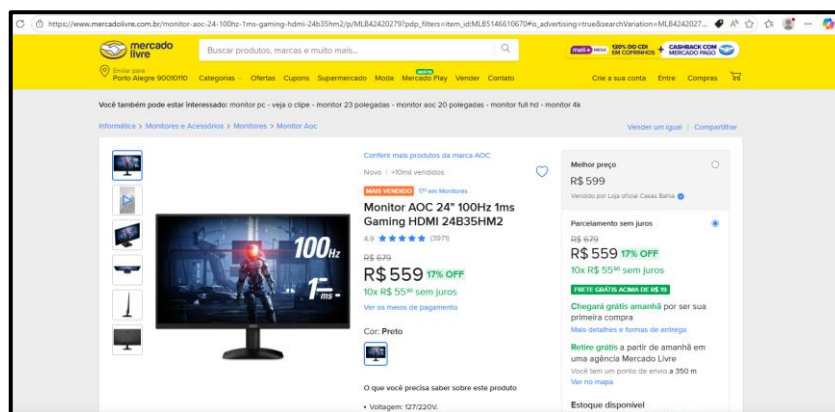 https://www.mercadolivre.com.br/monitor-aoc-24-100hz-1ms-gaming-hdmi-24b35hm2/p/MLB42420279?pdp_filters=item_id:MLB5146610670#is_advertising=true&searchVariation=MLB4242027...
mercado
livre
Buscar produtos, marcas e muito mais...
meli+ MEGA 120% DO CDI EM COFRINHOS + CASHBACK COM MERCADO PAGO
Enviar para
Porto Alegre 90010110
GRÁTIS
Categorias Ofertas Cupons Supermercado Moda Mercado Play Vender Contato
Crie a sua conta Entre Compras
Você também pode estar interessado: monitor pc - veja o clipe - monitor 23 polegadas - monitor aoc 20 polegadas - monitor full hd - monitor 4k
Informática > Monitores e Acessórios > Monitores > Monitor Aoc
Vender um igual | Compartilhar
100Hz
1ms
Conferir mais produtos da marca AOC
Novo | +10mil vendidos
MAIS VENDIDO 17º em Monitores
Monitor AOC 24" 100Hz 1ms
Gaming HDMI 24B35HM2
4.9 (3971)
R$ 679
R$ 559 17% OFF
10x R$ 55⁹⁰ sem juros
Ver os meios de pagamento
Cor: Preto
O que você precisa saber sobre este produto
• Voltagem: 127/220V.
Melhor preço
R$ 599
Vendido por Loja oficial Casas Bahia
Parcelamento sem juros
R$ 679
R$ 559 17% OFF
10x R$ 55⁹⁰ sem juros
FRETE GRÁTIS ACIMA DE R$ 19
Chegará grátis amanhã por ser sua
primeira compra
Mais detalhes e formas de entrega
Retire grátis a partir de amanhã em
uma agência Mercado Livre
Você tem um ponto de envio a 350 m
Ver no mapa
Estoque disponível